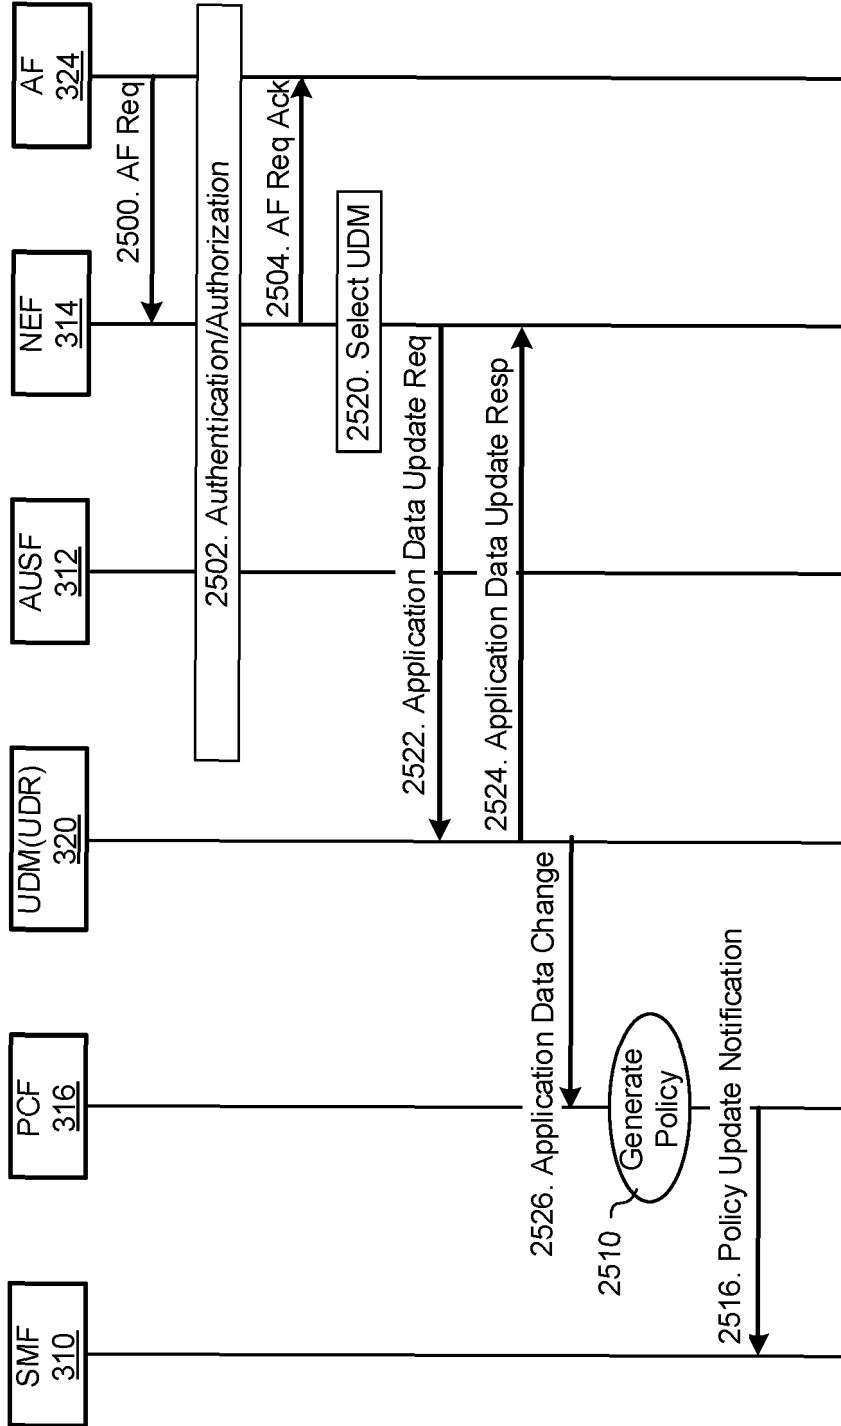 SMF
310
PCF
316
UDM(UDR)
320
AUSF
312
NEF
314
AF
324
2500. AF Req
2502. Authentication/Authorization
2504. AF Req Ack
2520. Select UDM
2522. Application Data Update Req
2524. Application Data Update Resp
2526. Application Data Change
2510
Generate
Policy
2516. Policy Update Notification